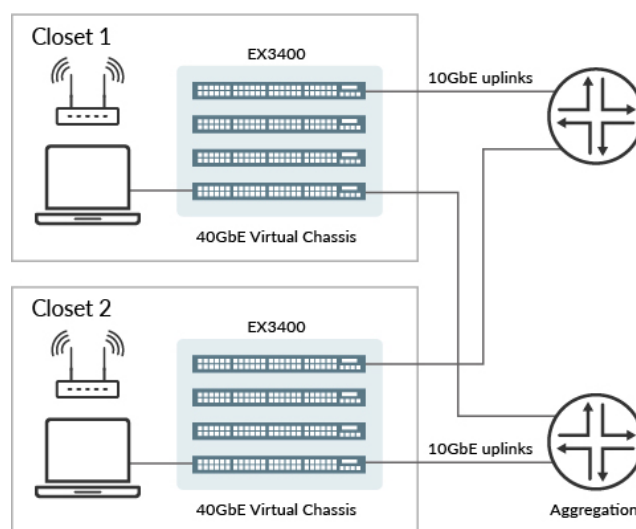 Closet 1
EX3400
10GbE uplinks
40GbE Virtual Chassis
Closet 2
EX3400
10GbE uplinks
40GbE Virtual Chassis
Aggregation